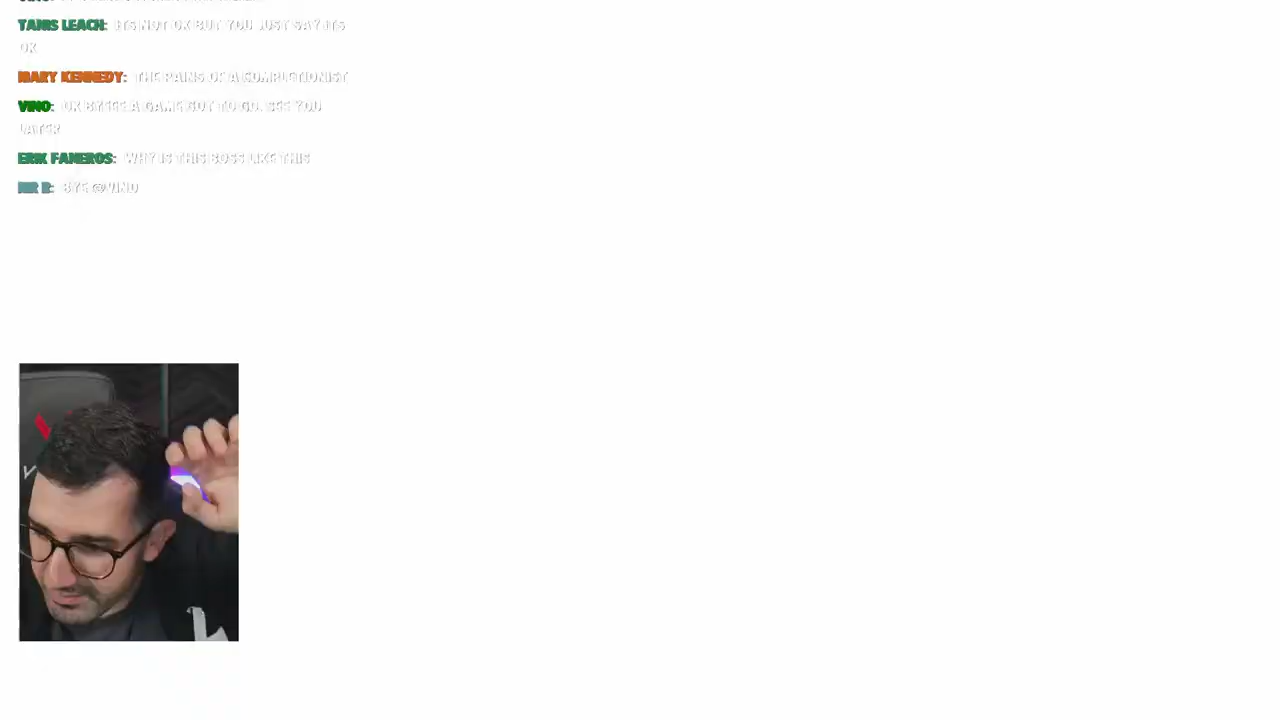 TANIS LEACH: ITS NOT OK BUT YOU JUST SAY ITS
OK
MARY KENNEDY: THE PAINS OF A COMPLETIONIST
VINO: OK BYEEE A GAME GOT TO GO. SEE YOU
LATER
ERIK FANEROS: WHY IS THIS BOSS LIKE THIS
MR R: BYE @VINO